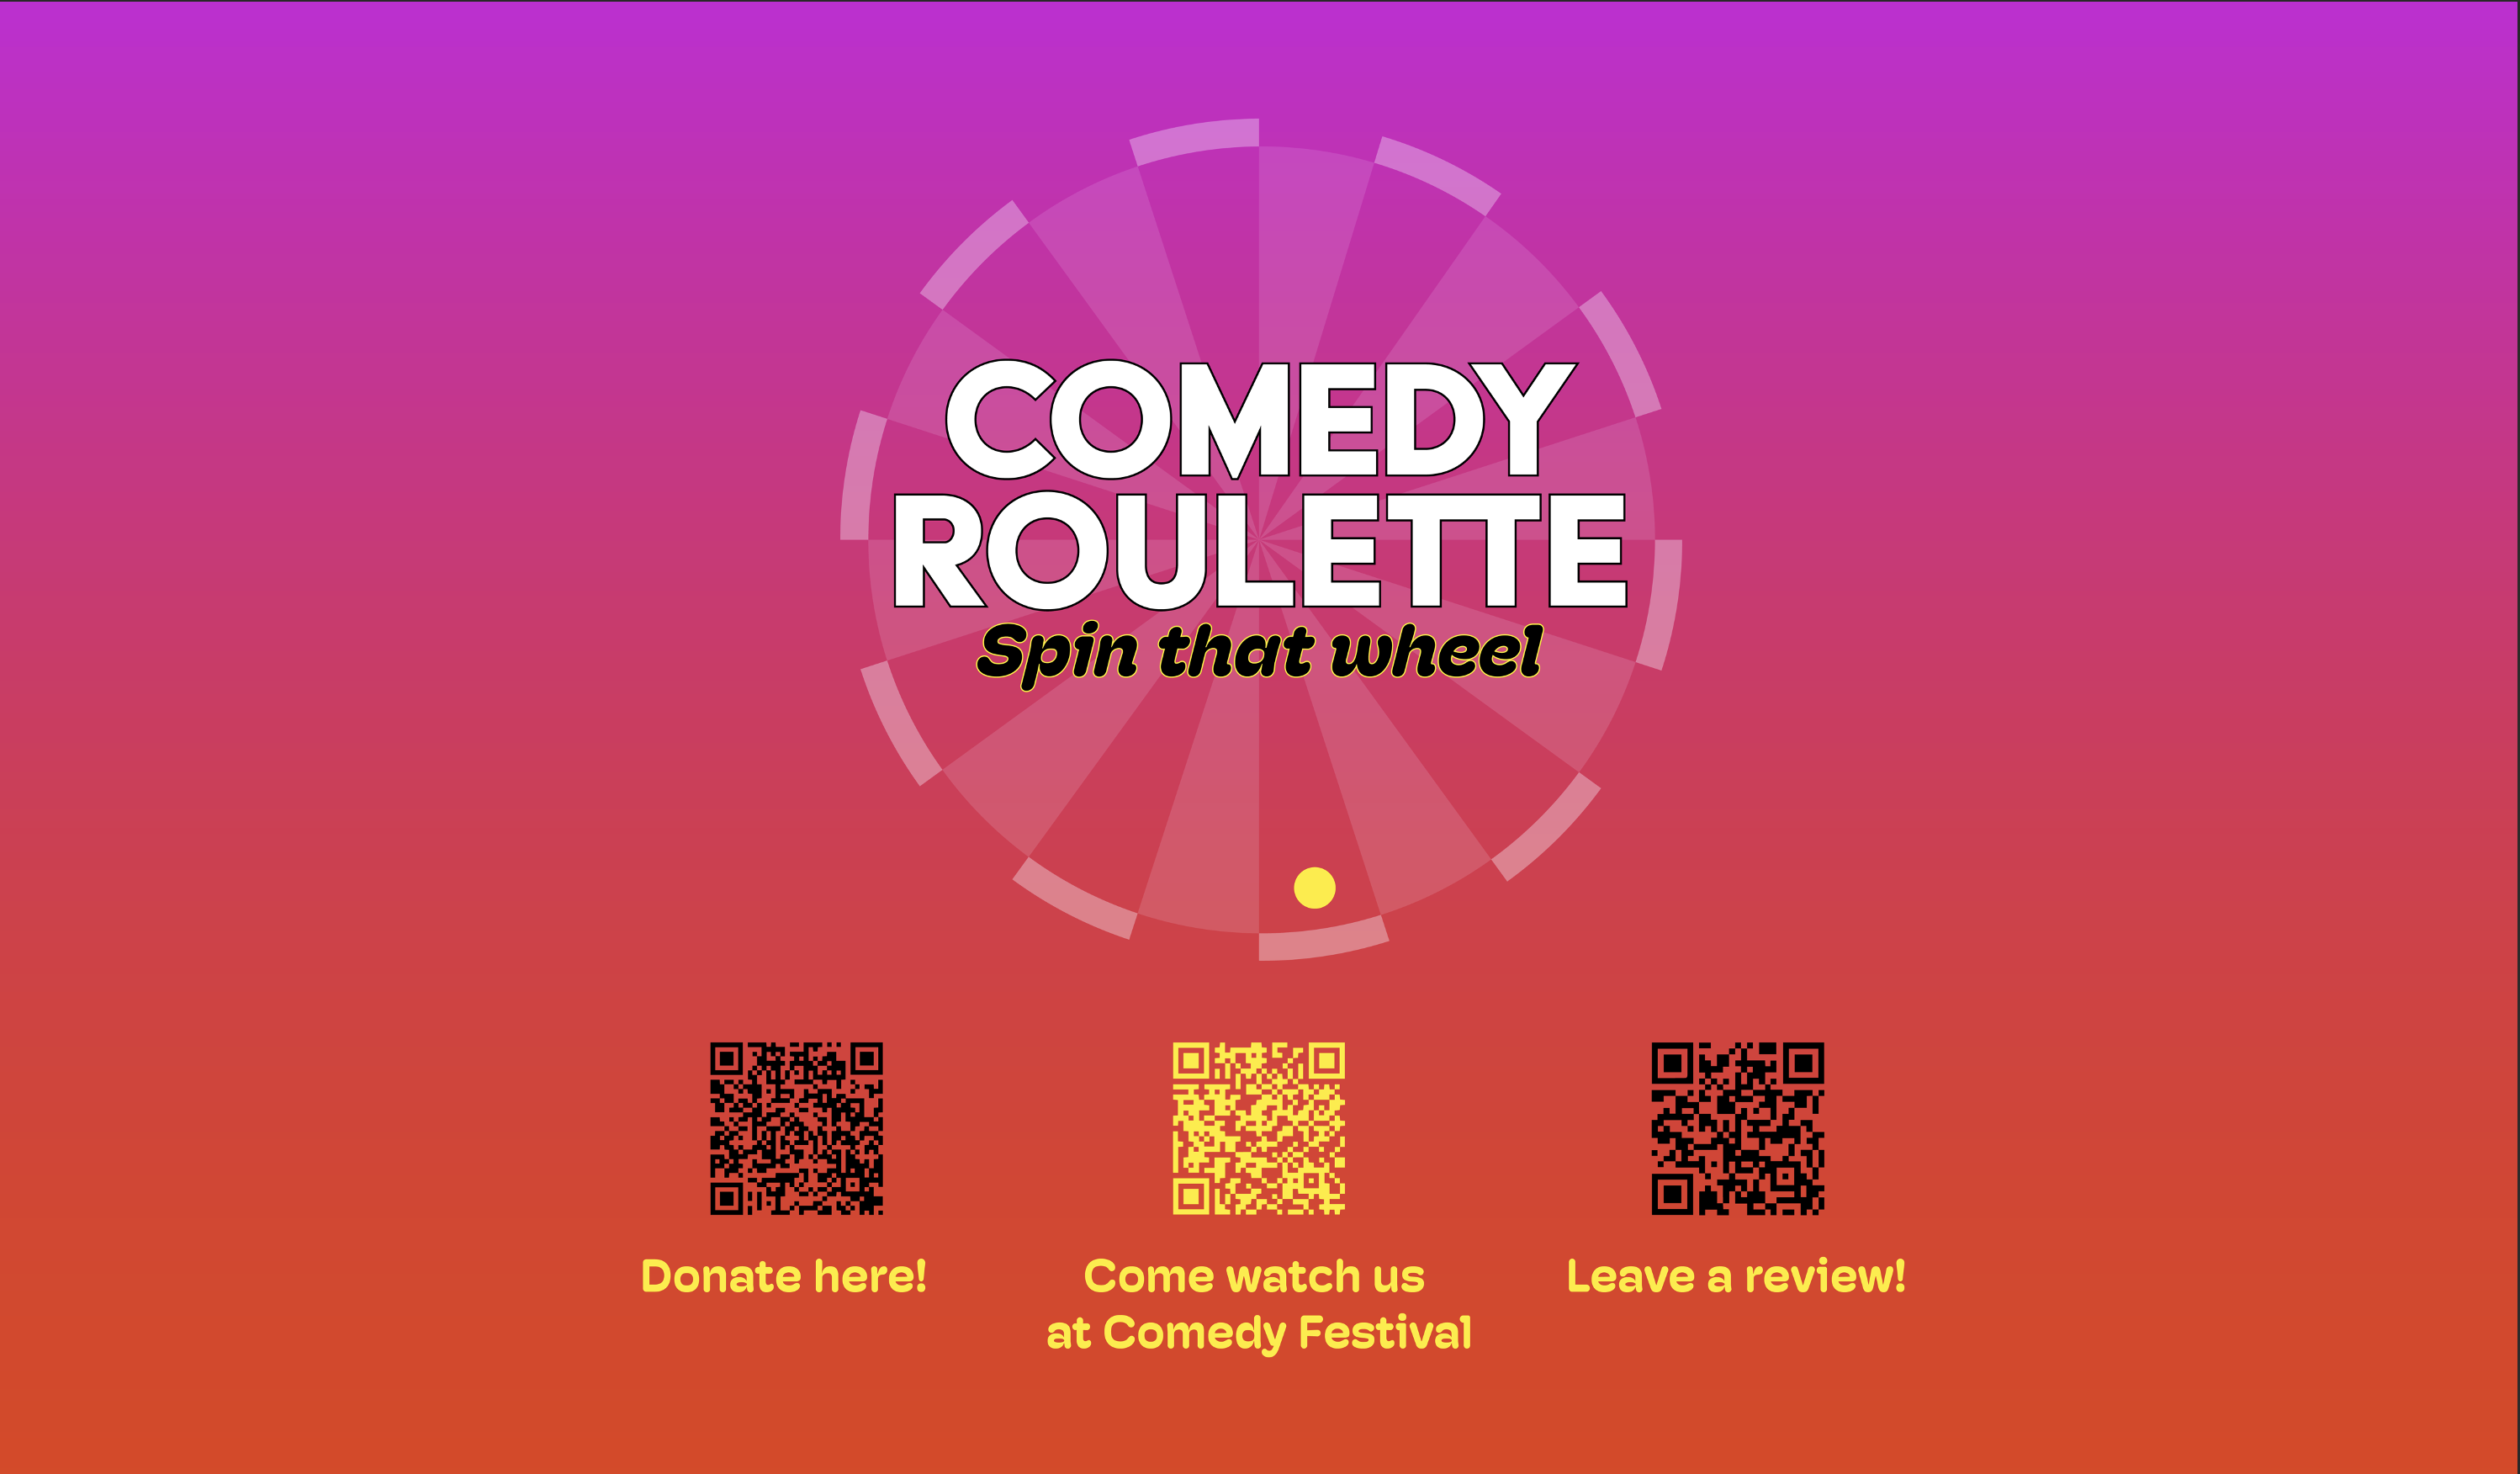 COMEDY
ROULETTE
Spin that wheel
Donate here!
Come watch us
at Comedy Festival
Leave a review!